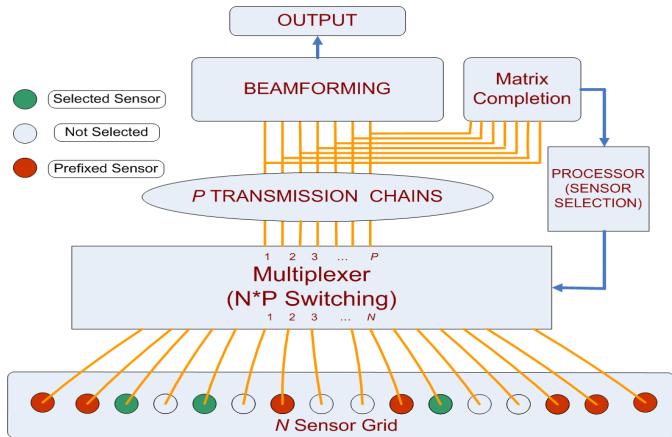 OUTPUT
BEAMFORMING
Matrix
Completion
Selected Sensor
Not Selected
Prefixed Sensor
PROCESSOR
(SENSOR
SELECTION)
P TRANSMISSION CHAINS
1 2 3 ... P
Multiplexer
(N*P Switching)
1 2 3 ... N
N Sensor Grid